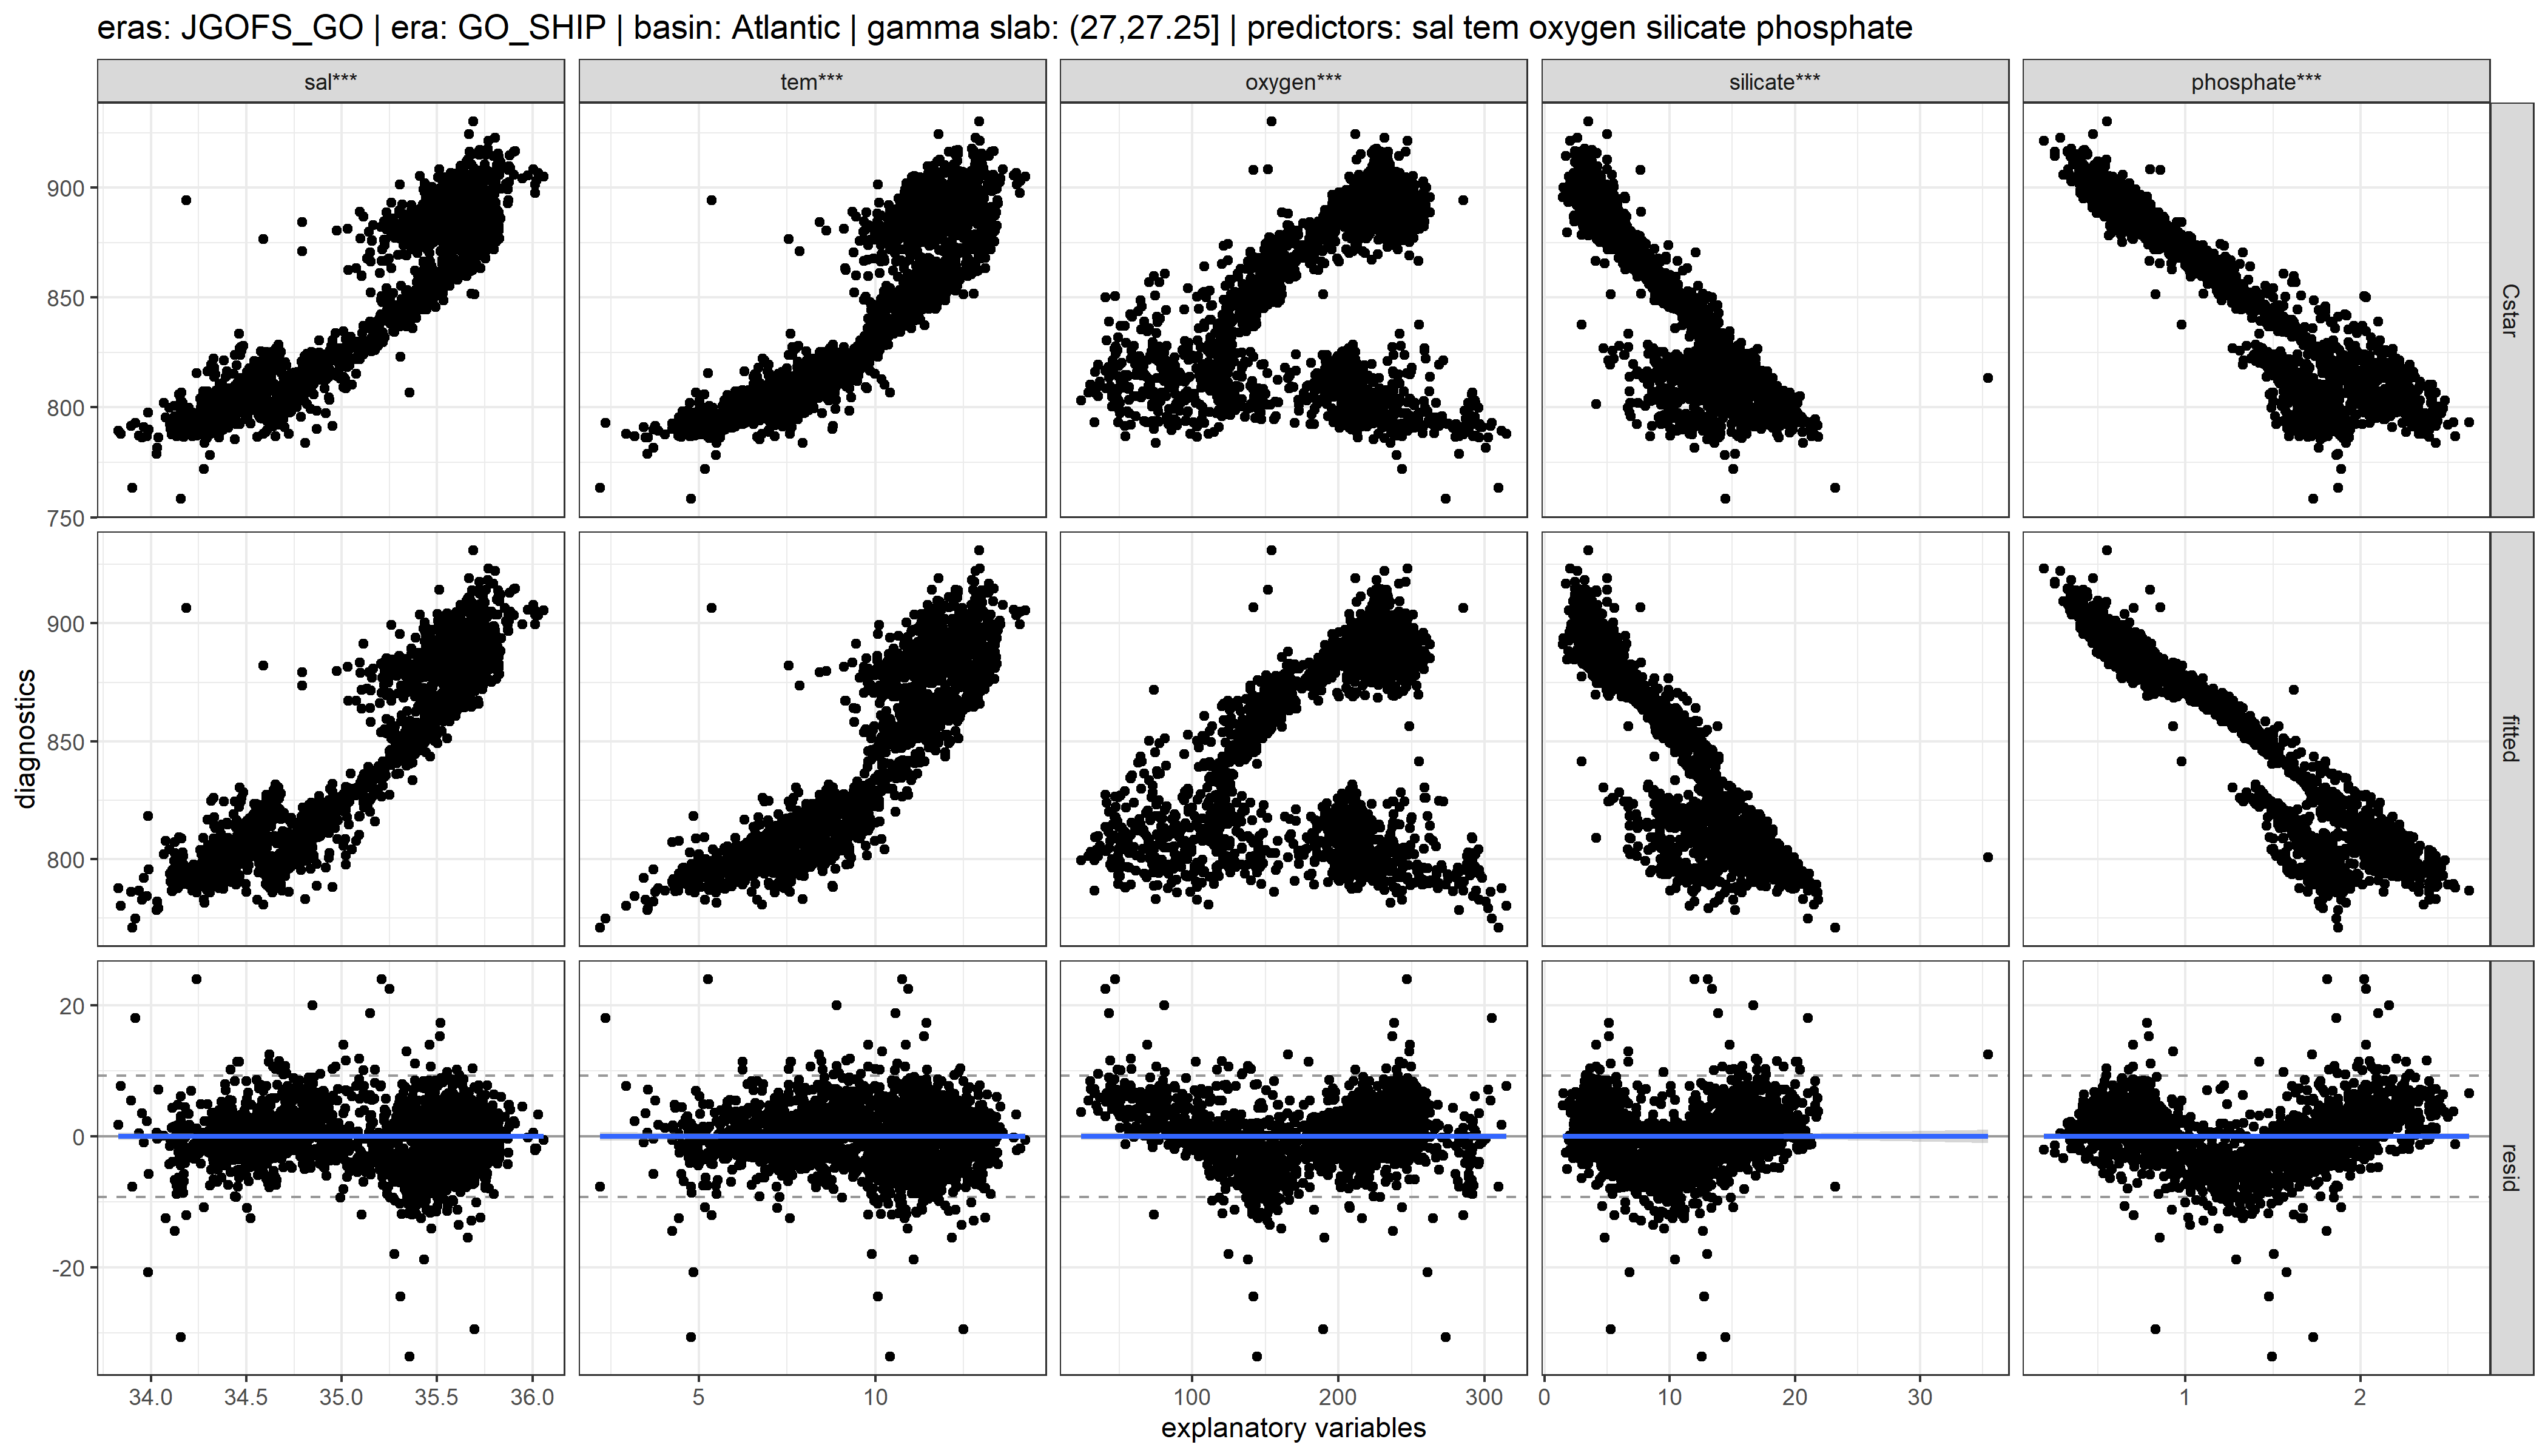 eras: JGOFS_GO | era: GO_SHIP | basin: Atlantic | gamma slab: (27,27.25] | predictors: sal tem oxygen silicate phosphate
sal*** tem*** oxygen*** silicate*** phosphate***
900
850
800
750
Cstar
900
850
800
fitted
20
0
-20
resid
diagnostics
34.0 34.5 35.0 35.5 36.0 5 10 100 200 300 0 10 20 30 1 2
explanatory variables